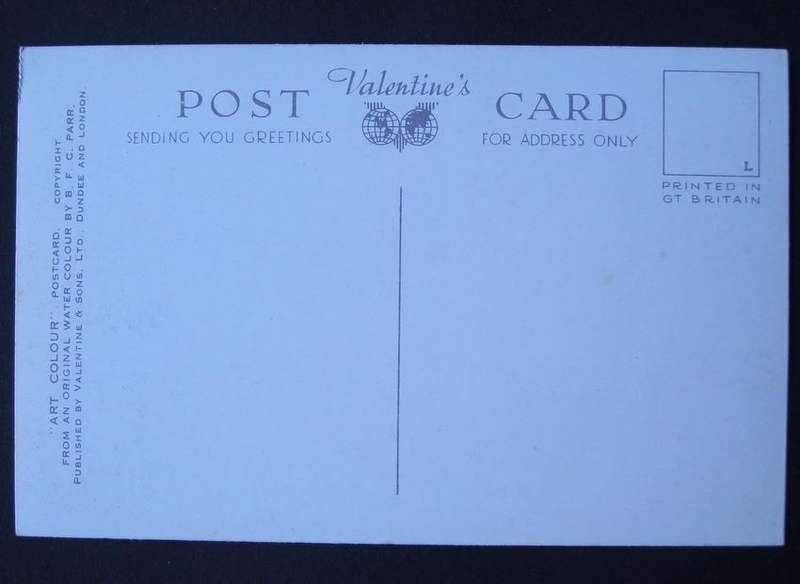 Valentine's
POST CARD
SENDING YOU GREETINGS
FOR ADDRESS ONLY
L
PRINTED IN
GT BRITAIN
"ART COLOUR". POSTCARD. COPYRIGHT
FROM AN ORIGINAL WATER COLOUR BY B. F. C. PARR.
PUBLISHED BY VALENTINE & SONS, LTD., DUNDEE AND LONDON.